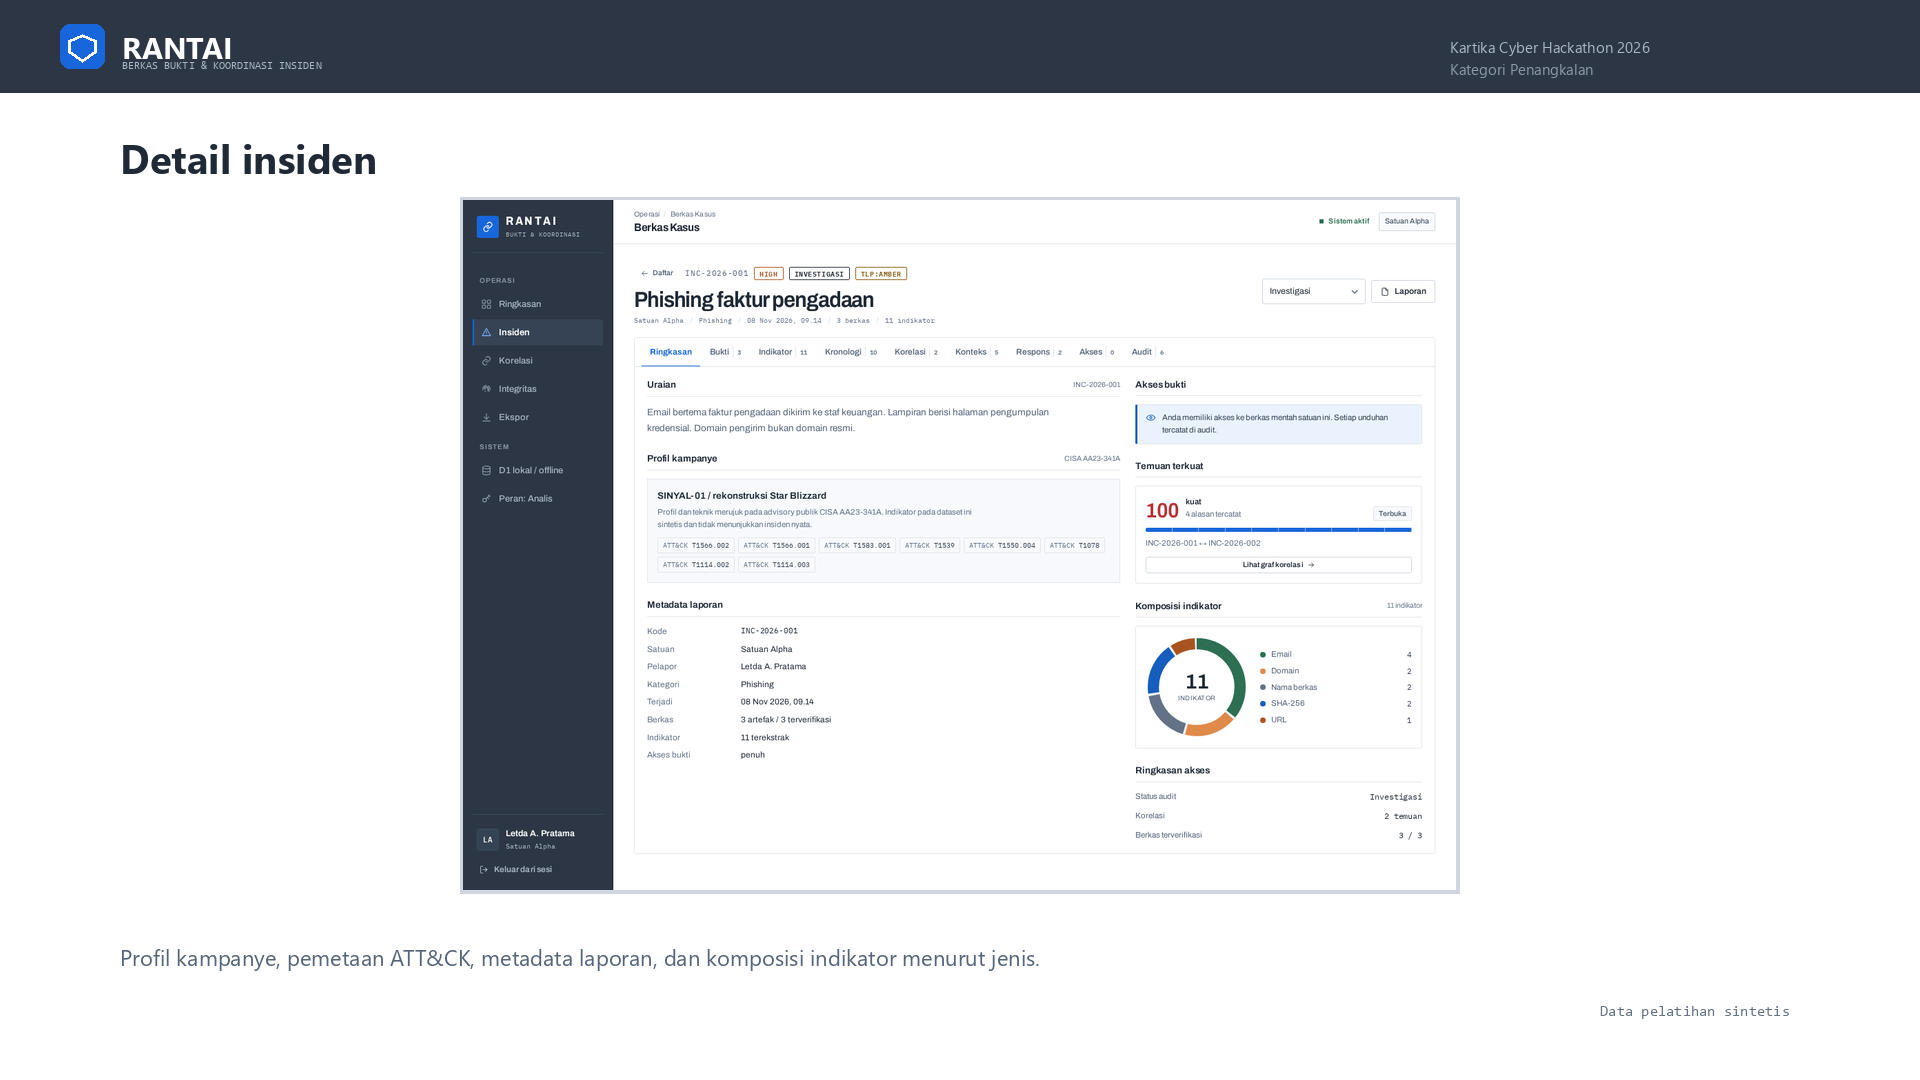 RANTAI
BERKAS BUKTI & KOORDINASI INSIDEN
Kartika Cyber Hackathon 2026
Kategori Penangkalan
Detail insiden
RANTAI
BUKTI & KOORDINASI
OPERASI
Ringkasan
Insiden
Korelasi
Integritas
Ekspor
SISTEM
D1 lokal / offline
Peran: Analis
LA
Letda A. Pratama
Satuan Alpha
Keluar dari sesi
Operasi / Berkas Kasus
Berkas Kasus
Sistem aktif
Satuan Alpha
← Daftar INC-2026-001 HIGH INVESTIGASI TLP:AMBER
Phishing faktur pengadaan
Satuan Alpha / Phishing / 08 Nov 2026, 09.14 / 3 berkas / 11 indikator
Investigasi
Laporan
Ringkasan Bukti 3 Indikator 11 Kronologi 10 Korelasi 2 Konteks 5 Respons 2 Akses 0 Audit 6
Uraian INC-2026-001
Email bertema faktur pengadaan dikirim ke staf keuangan. Lampiran berisi halaman pengumpulan
kredensial. Domain pengirim bukan domain resmi.
Profil kampanye CISA AA23-341A
SINYAL-01 / rekonstruksi Star Blizzard
Profil dan teknik merujuk pada advisory publik CISA AA23-341A. Indikator pada dataset ini
sintetis dan tidak menunjukkan insiden nyata.
ATT&CK T1566.002 ATT&CK T1566.001 ATT&CK T1583.001 ATT&CK T1539 ATT&CK T1550.004 ATT&CK T1078
ATT&CK T1114.002 ATT&CK T1114.003
Metadata laporan
Kode INC-2026-001
Satuan Satuan Alpha
Pelapor Letda A. Pratama
Kategori Phishing
Terjadi 08 Nov 2026, 09.14
Berkas 3 artefak / 3 terverifikasi
Indikator 11 terekstrak
Akses bukti penuh
Akses bukti
Anda memiliki akses ke berkas mentah satuan ini. Setiap unduhan
tercatat di audit.
Temuan terkuat
100 kuat
4 alasan tercatat
Terbuka
INC-2026-001 ↔ INC-2026-002
Lihat graf korelasi →
Komposisi indikator 11 indikator
11
INDIKATOR
Email 4
Domain 2
Nama berkas 2
SHA-256 2
URL 1
Ringkasan akses
Status audit Investigasi
Korelasi 2 temuan
Berkas terverifikasi 3 / 3
Profil kampanye, pemetaan ATT&CK, metadata laporan, dan komposisi indikator menurut jenis.
Data pelatihan sintetis